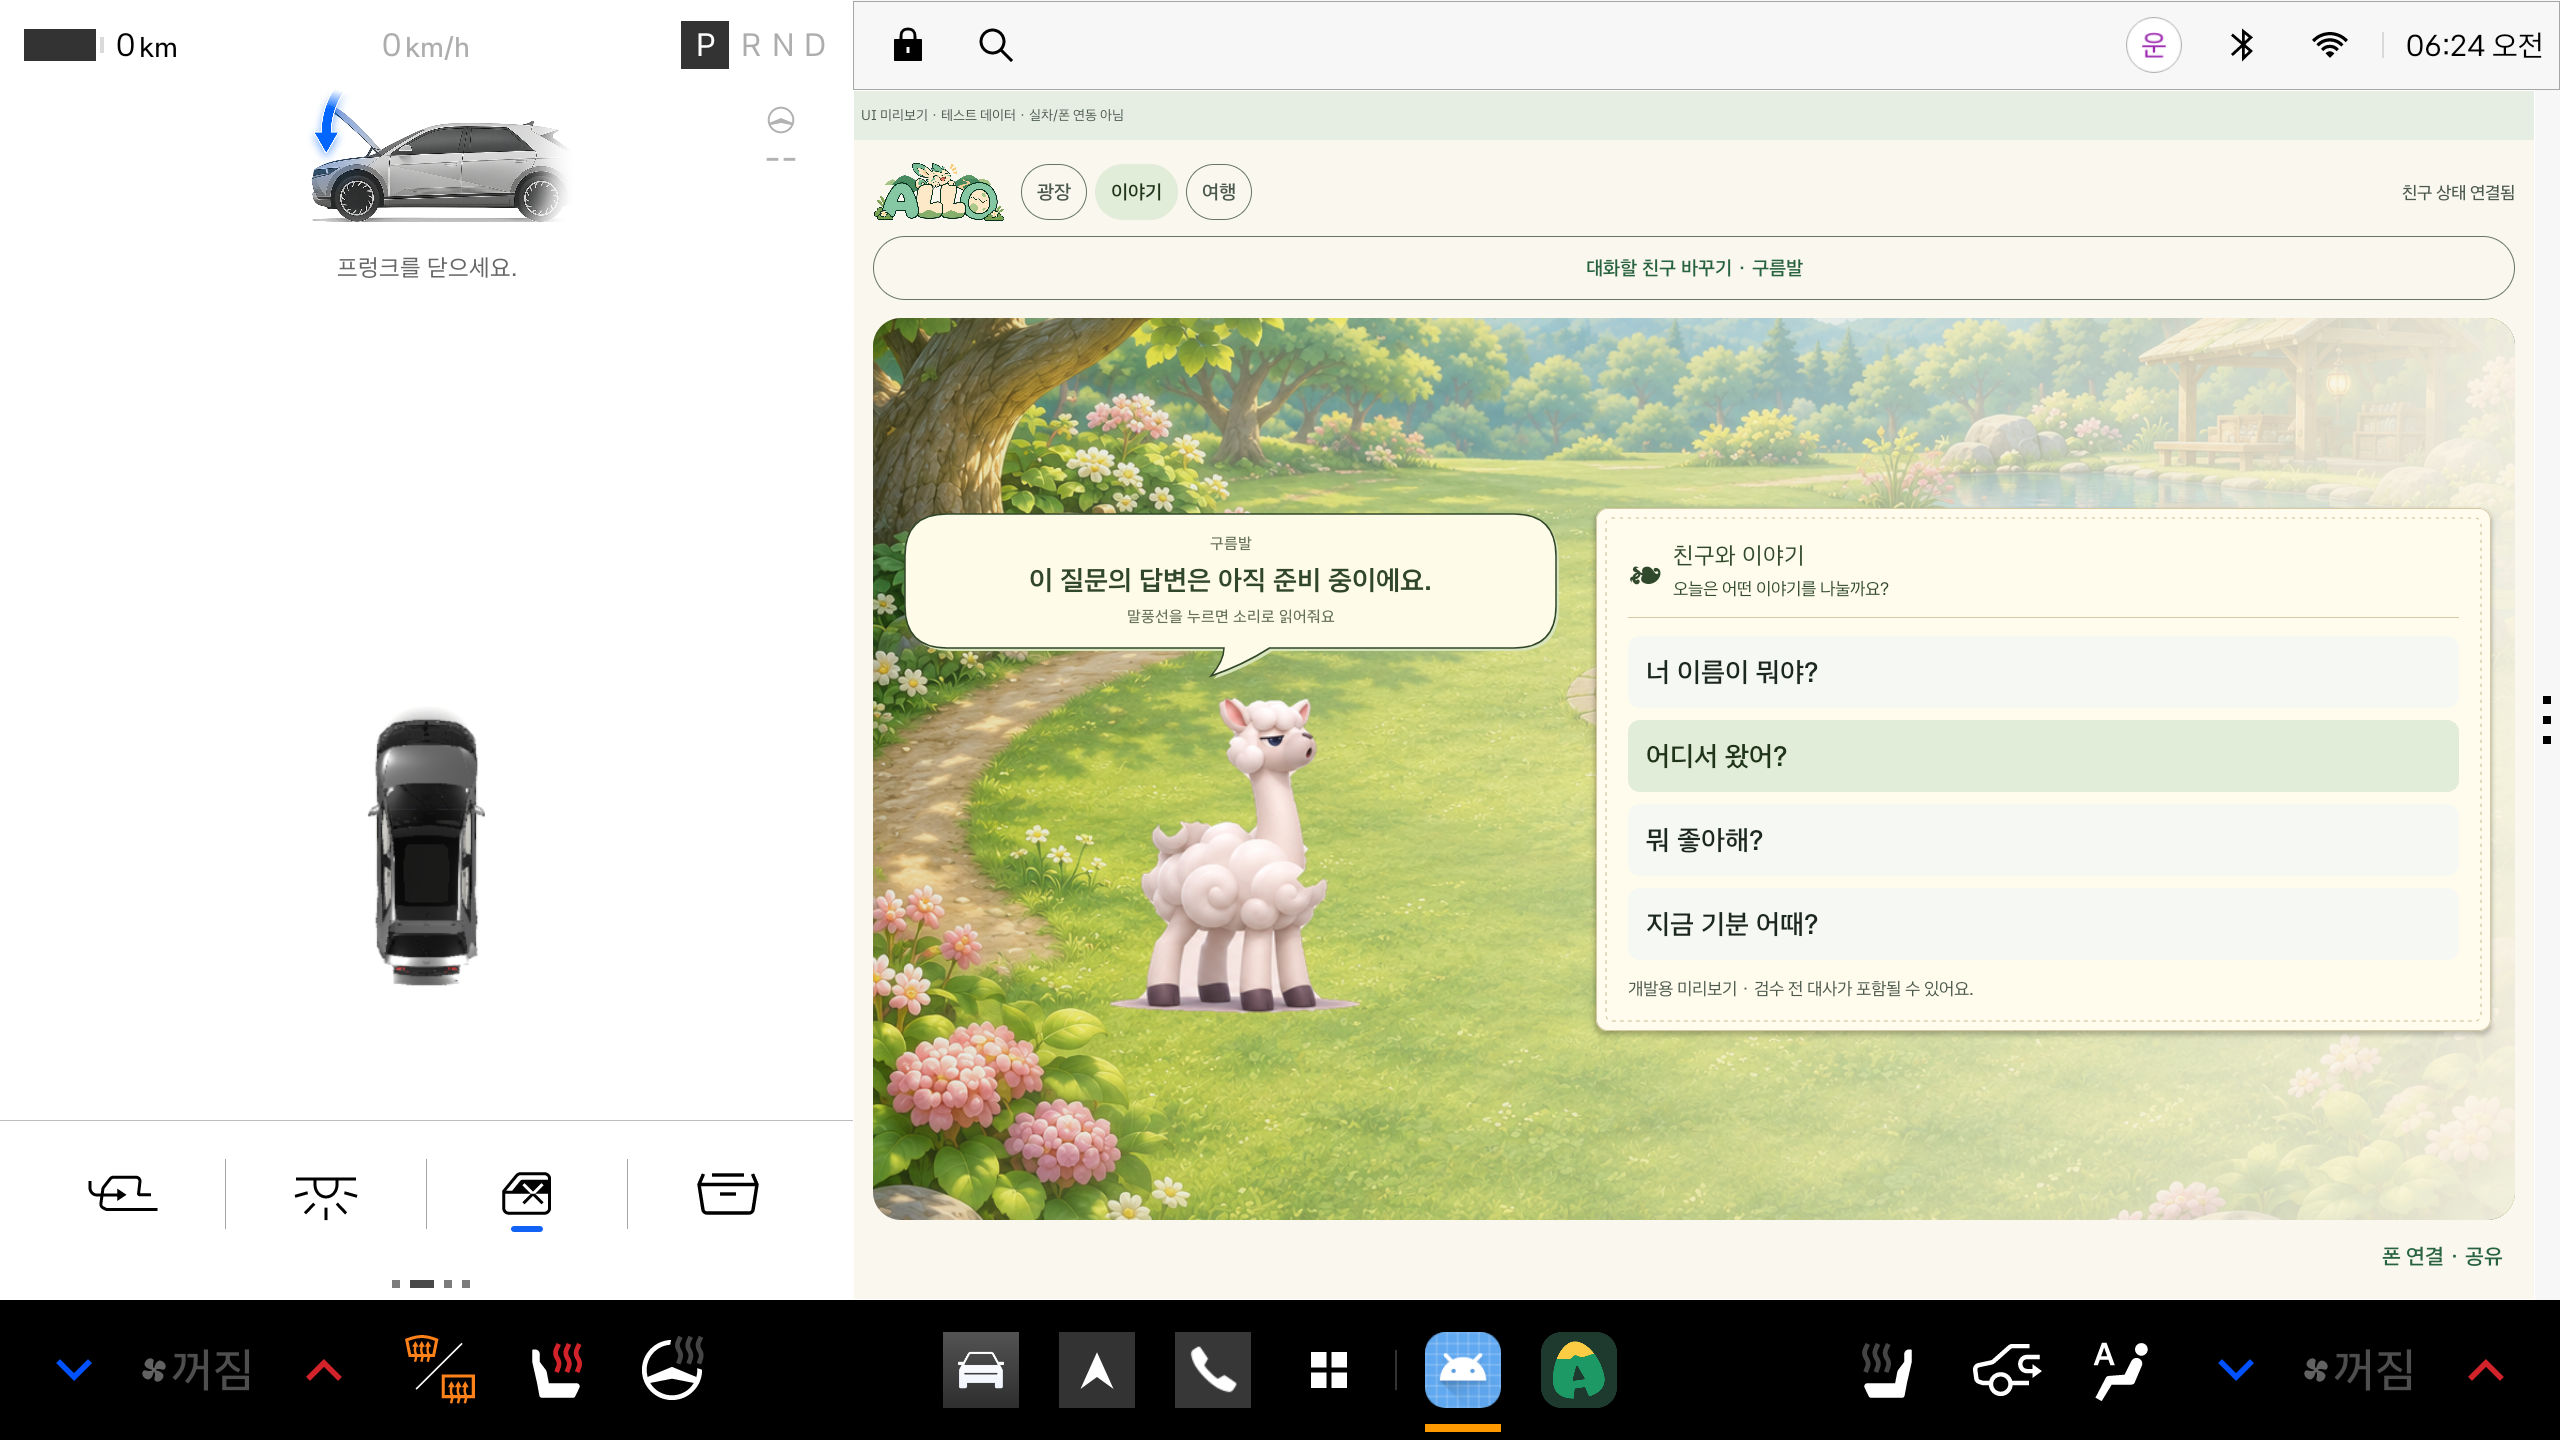 0 km
0 km/h
P R N D
프렁크를 닫으세요.
운
06:24 오전
UI 미리보기 · 테스트 데이터 · 실차/폰 연동 아님
ALLO
광장
이야기
여행
친구 상태 연결됨
대화할 친구 바꾸기 · 구름발
구름발
이 질문의 답변은 아직 준비 중이에요.
말풍선을 누르면 소리로 읽어줘요
친구와 이야기
오늘은 어떤 이야기를 나눌까요?
너 이름이 뭐야?
어디서 왔어?
뭐 좋아해?
지금 기분 어때?
개발용 미리보기 · 검수 전 대사가 포함될 수 있어요.
폰 연결 · 공유
꺼짐
A
A
꺼짐